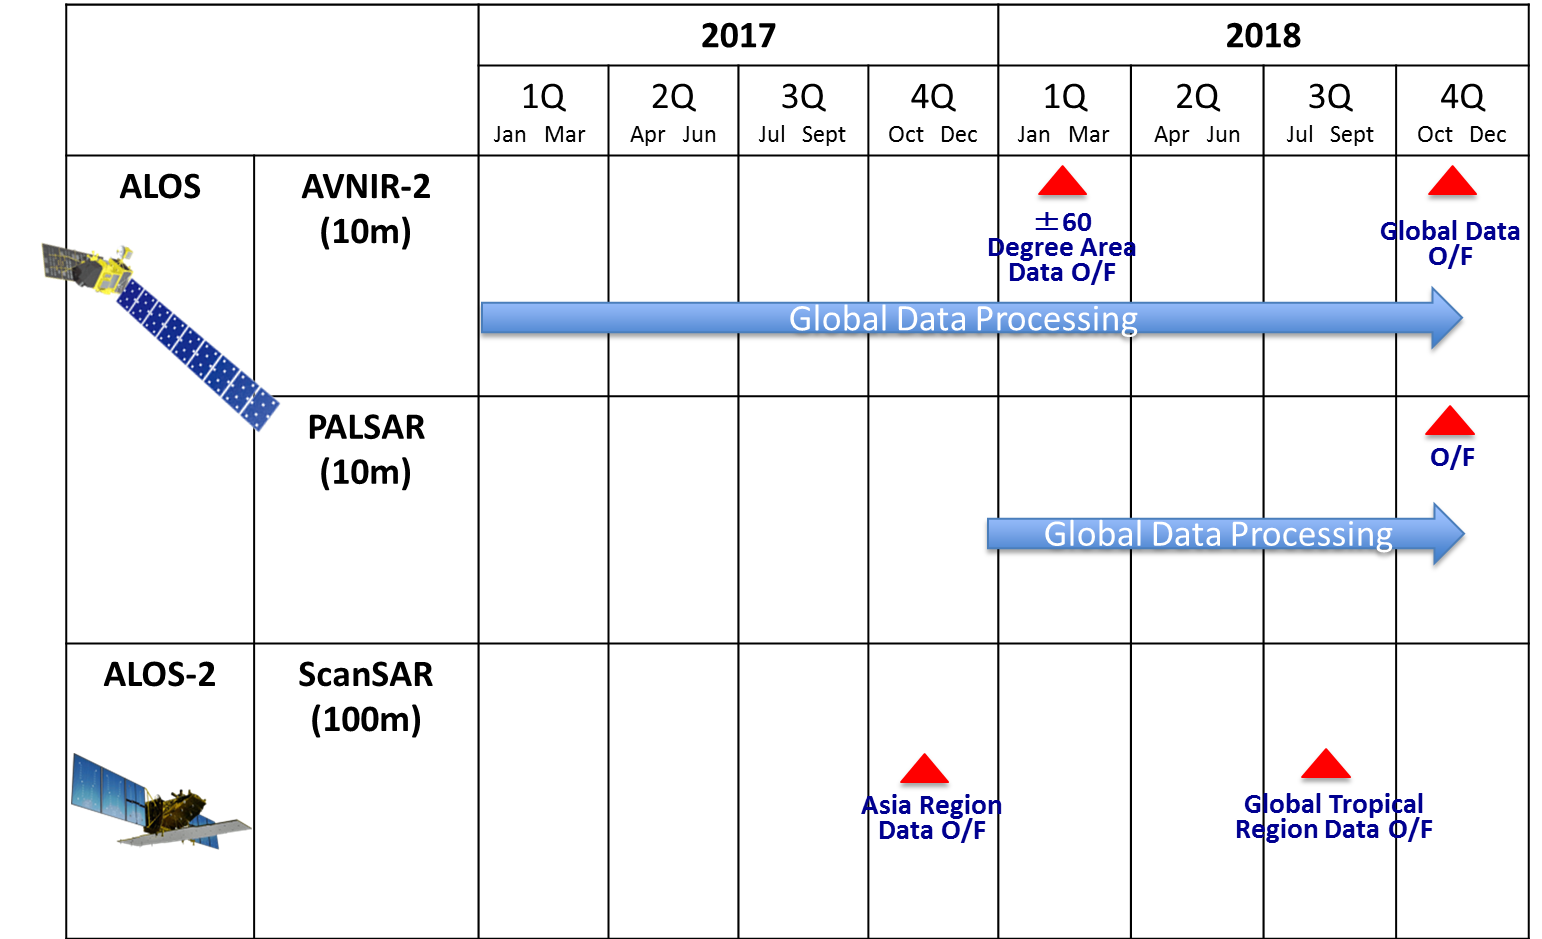 2017
2018
1Q
2Q
3Q
4Q
1Q
2Q
3Q
4Q
Jan Mar
Apr Jun
Jul Sept
Oct Dec
Jan Mar
Apr Jun
Jul Sept
Oct Dec
ALOS
AVNIR-2
(10m)
±60
Degree Area
Data O/F
Global Data
O/F
Global Data Processing
PALSAR
(10m)
O/F
Global Data Processing
ALOS-2
ScanSAR
(100m)
Asia Region
Data O/F
Global Tropical
Region Data O/F